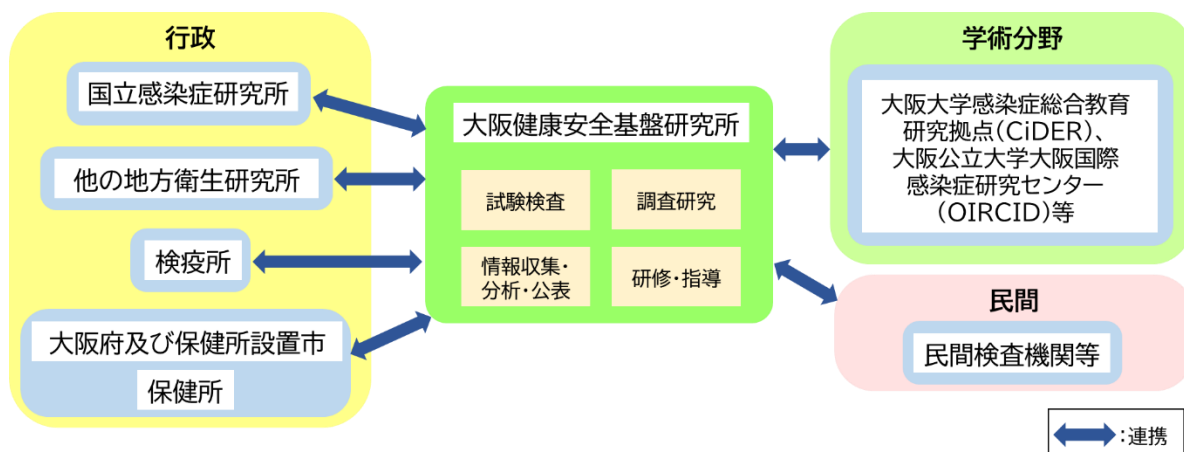 行政
国立感染症研究所
他の地方衛生研究所
検疫所
大阪府及び保健所設置市
保健所
大阪健康安全基盤研究所
試験検査
調査研究
情報収集・
分析・公表
研修・指導
学術分野
大阪大学感染症総合教育
研究拠点(CiDER)、
大阪公立大学大阪国際
感染症研究センター
(OIRCID)等
民間
民間検査機関等
:連携